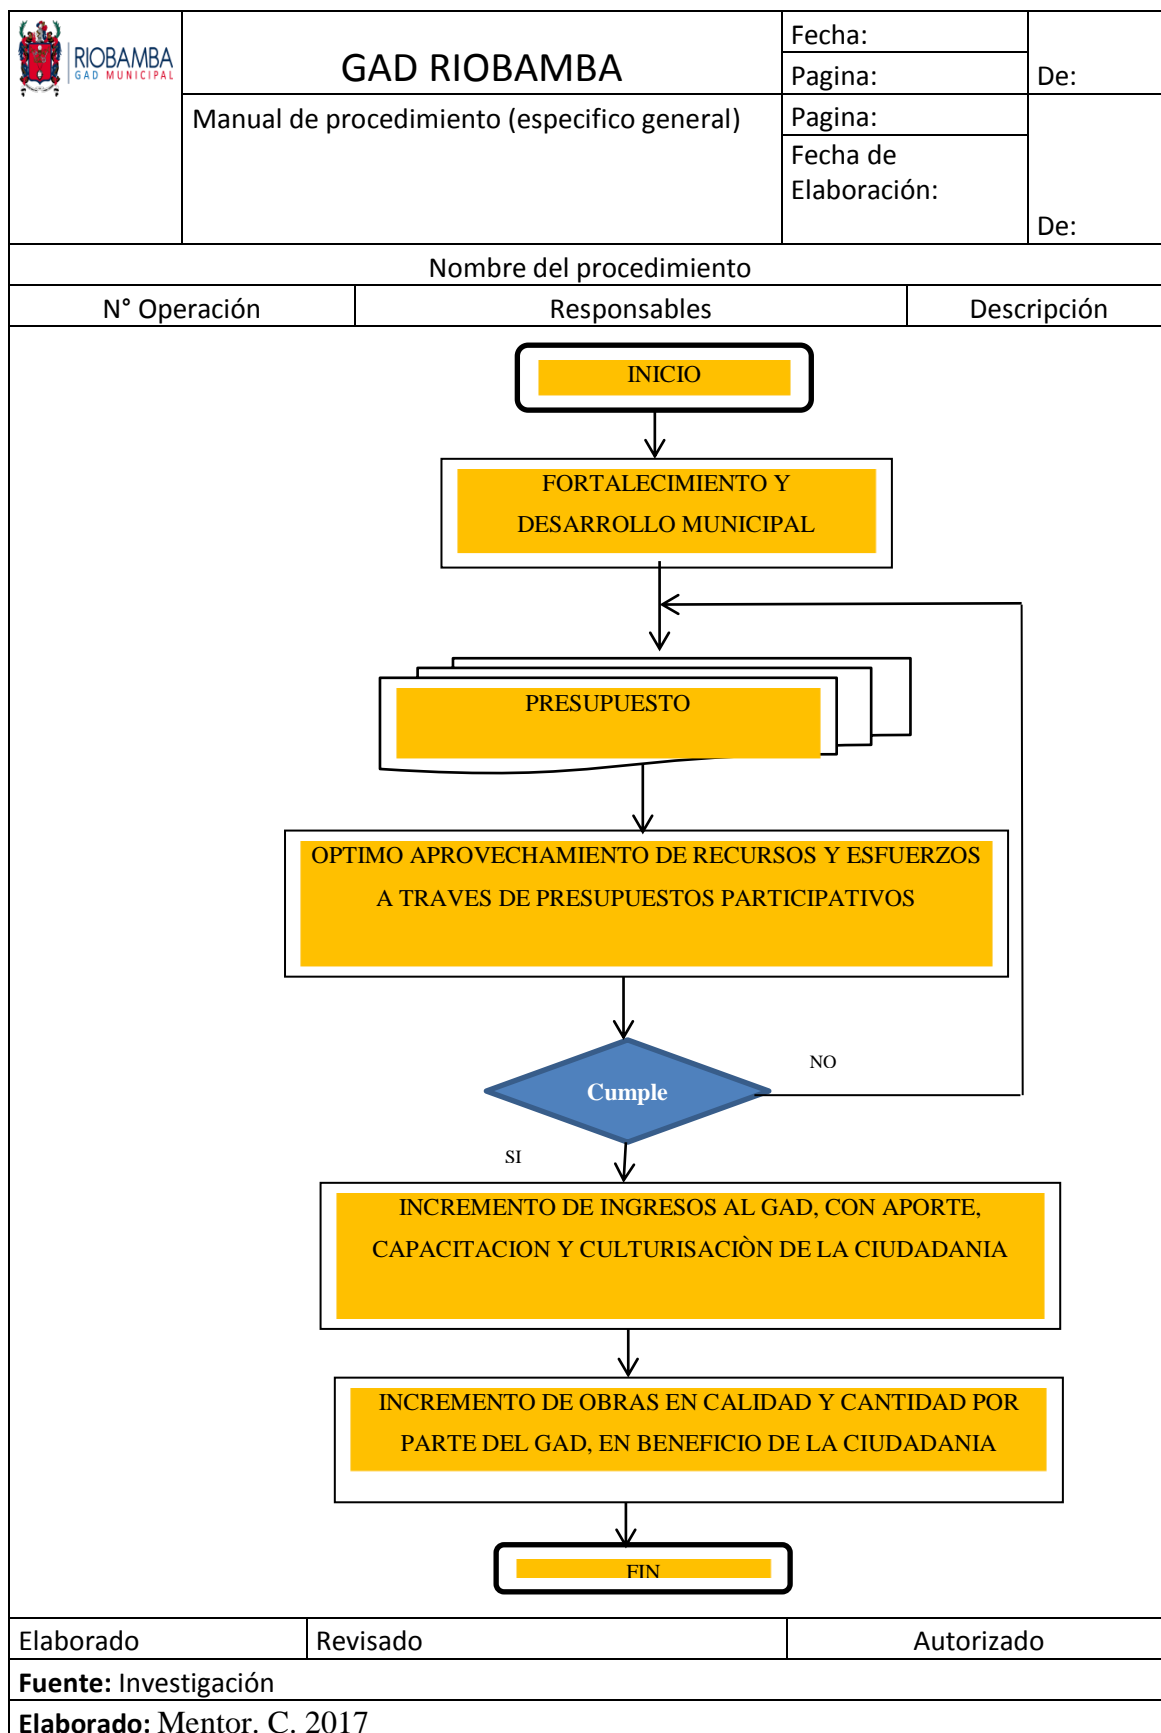 RIOBAMBA
GAD MUNICIPAL
GAD RIOBAMBA
Fecha:
Pagina:
De:
Manual de procedimiento (especifico general)
Pagina:
Fecha de
Elaboración:
De:
Nombre del procedimiento
N° Operación
Responsables
Descripción
INICIO
FORTALECIMIENTO Y
DESARROLLO MUNICIPAL
PRESUPUESTO
OPTIMO APROVECHAMIENTO DE RECURSOS Y ESFUERZOS
A TRAVES DE PRESUPUESTOS PARTICIPATIVOS
NO
Cumple
SI
INCREMENTO DE INGRESOS AL GAD, CON APORTE,
CAPACITACION Y CULTURISACIÒN DE LA CIUDADANIA
INCREMENTO DE OBRAS EN CALIDAD Y CANTIDAD POR
PARTE DEL GAD, EN BENEFICIO DE LA CIUDADANIA
FIN
Elaborado
Revisado
Autorizado
Fuente: Investigación
Elaborado: Mentor. C. 2017